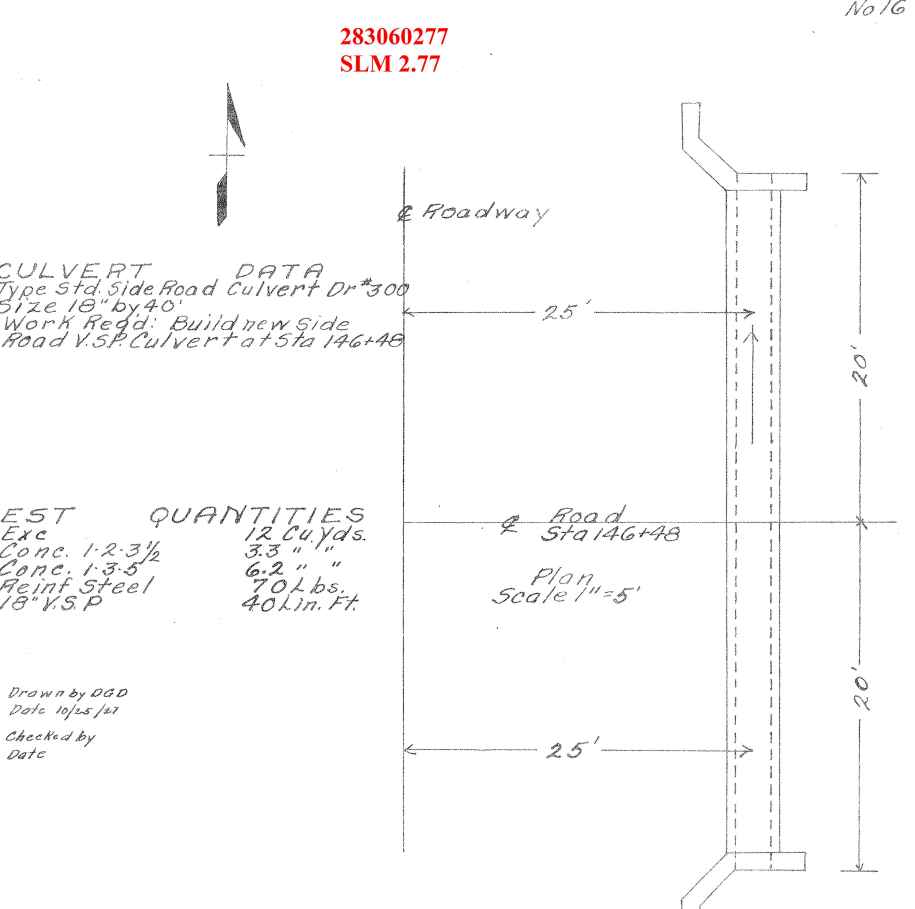 No 16
283060277
SLM 2.77
℄ Roadway
CULVERT DATA
Type Std. Side Road Culvert Dr #300
Size 18" by 40'
Work Reqd: Build new Side
Road V.S.P. Culvert at Sta 146+48
25'
20'
EST QUANTITIES
Exc 12 Cu.Yds.
Conc. 1-2-3½ 3.3 " "
Conc. 1-3-5 6.2 " "
Reinf Steel 70 Lbs.
18" V.S.P 40 Lin. Ft.
℄ Road
Sta 146+48
Plan
Scale 1"=5'
Drawn by DGD
Date 10/25/27
Checked by
Date
25'
20'